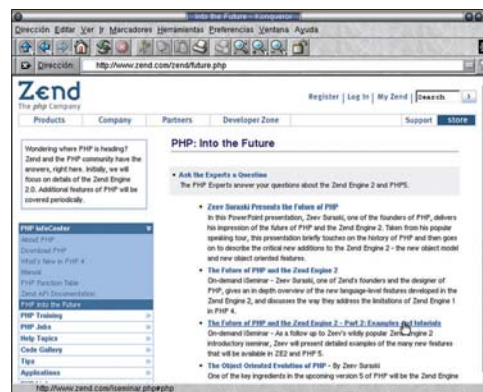 Into the Future - Konqueror
Dirección Editar Ver Ir Marcadores Herramientas Preferencias Ventana Ayuda
Dirección: http://www.zend.com/zend/future.php
Zend
The php Company
Register | Log In | My Zend | Search
Products Company Partners Developer Zone Support store
Wondering where PHP is heading?
Zend and the PHP community have the
answers, right here. Initially, we will
focus on details of the Zend Engine
2.0. Additional features of PHP will be
covered periodically.
PHP InfoCenter
About PHP
Download PHP
What's New in PHP 4
Manual
PHP Function Table
Zend API Documentation
PHP Into the Future
PHP Training
PHP Jobs
Help Topics
Code Gallery
Tips
Applications
PHP: Into the Future
• Ask the Experts a Question
The PHP Experts answer your questions about the Zend Engine 2 and PHP5.
• Zeev Suraski Presents the Future of PHP
In this PowerPoint presentation, Zeev Suraski, one of the founders of PHP, delivers
his impression of the future of PHP and the Zend Engine 2. Taken from his popular
speaking tour, this presentation briefly touches on the history of PHP and then goes
on to describe the critical new additions to the Zend Engine 2 - the new object model
and new object oriented features.
• The Future of PHP and the Zend Engine 2
On-demand iSeminar - Zeev Suraski, one of Zend's founders and the designer of
PHP, gives an in depth overview of the new language-level features developed in the
Zend Engine 2, and discusses the way they address the limitations of Zend Engine 1
in PHP 4.
• The Future of PHP and the Zend Engine 2 - Part 2: Examples and tutorials
On-demand iSeminar - As a follow up to Zeev's wildly popular Zend Engine 2
introductory iseminar, Zeev will present detailed examples of the many new features
that will be available in ZE2 and PHP 5.
• The Object Oriented Evolution of PHP - By Zeev Suraski
One of the key ingredients in the upcoming version 5 of PHP will be the Zend Engine
http://www.zend.com/iseminar.php#php